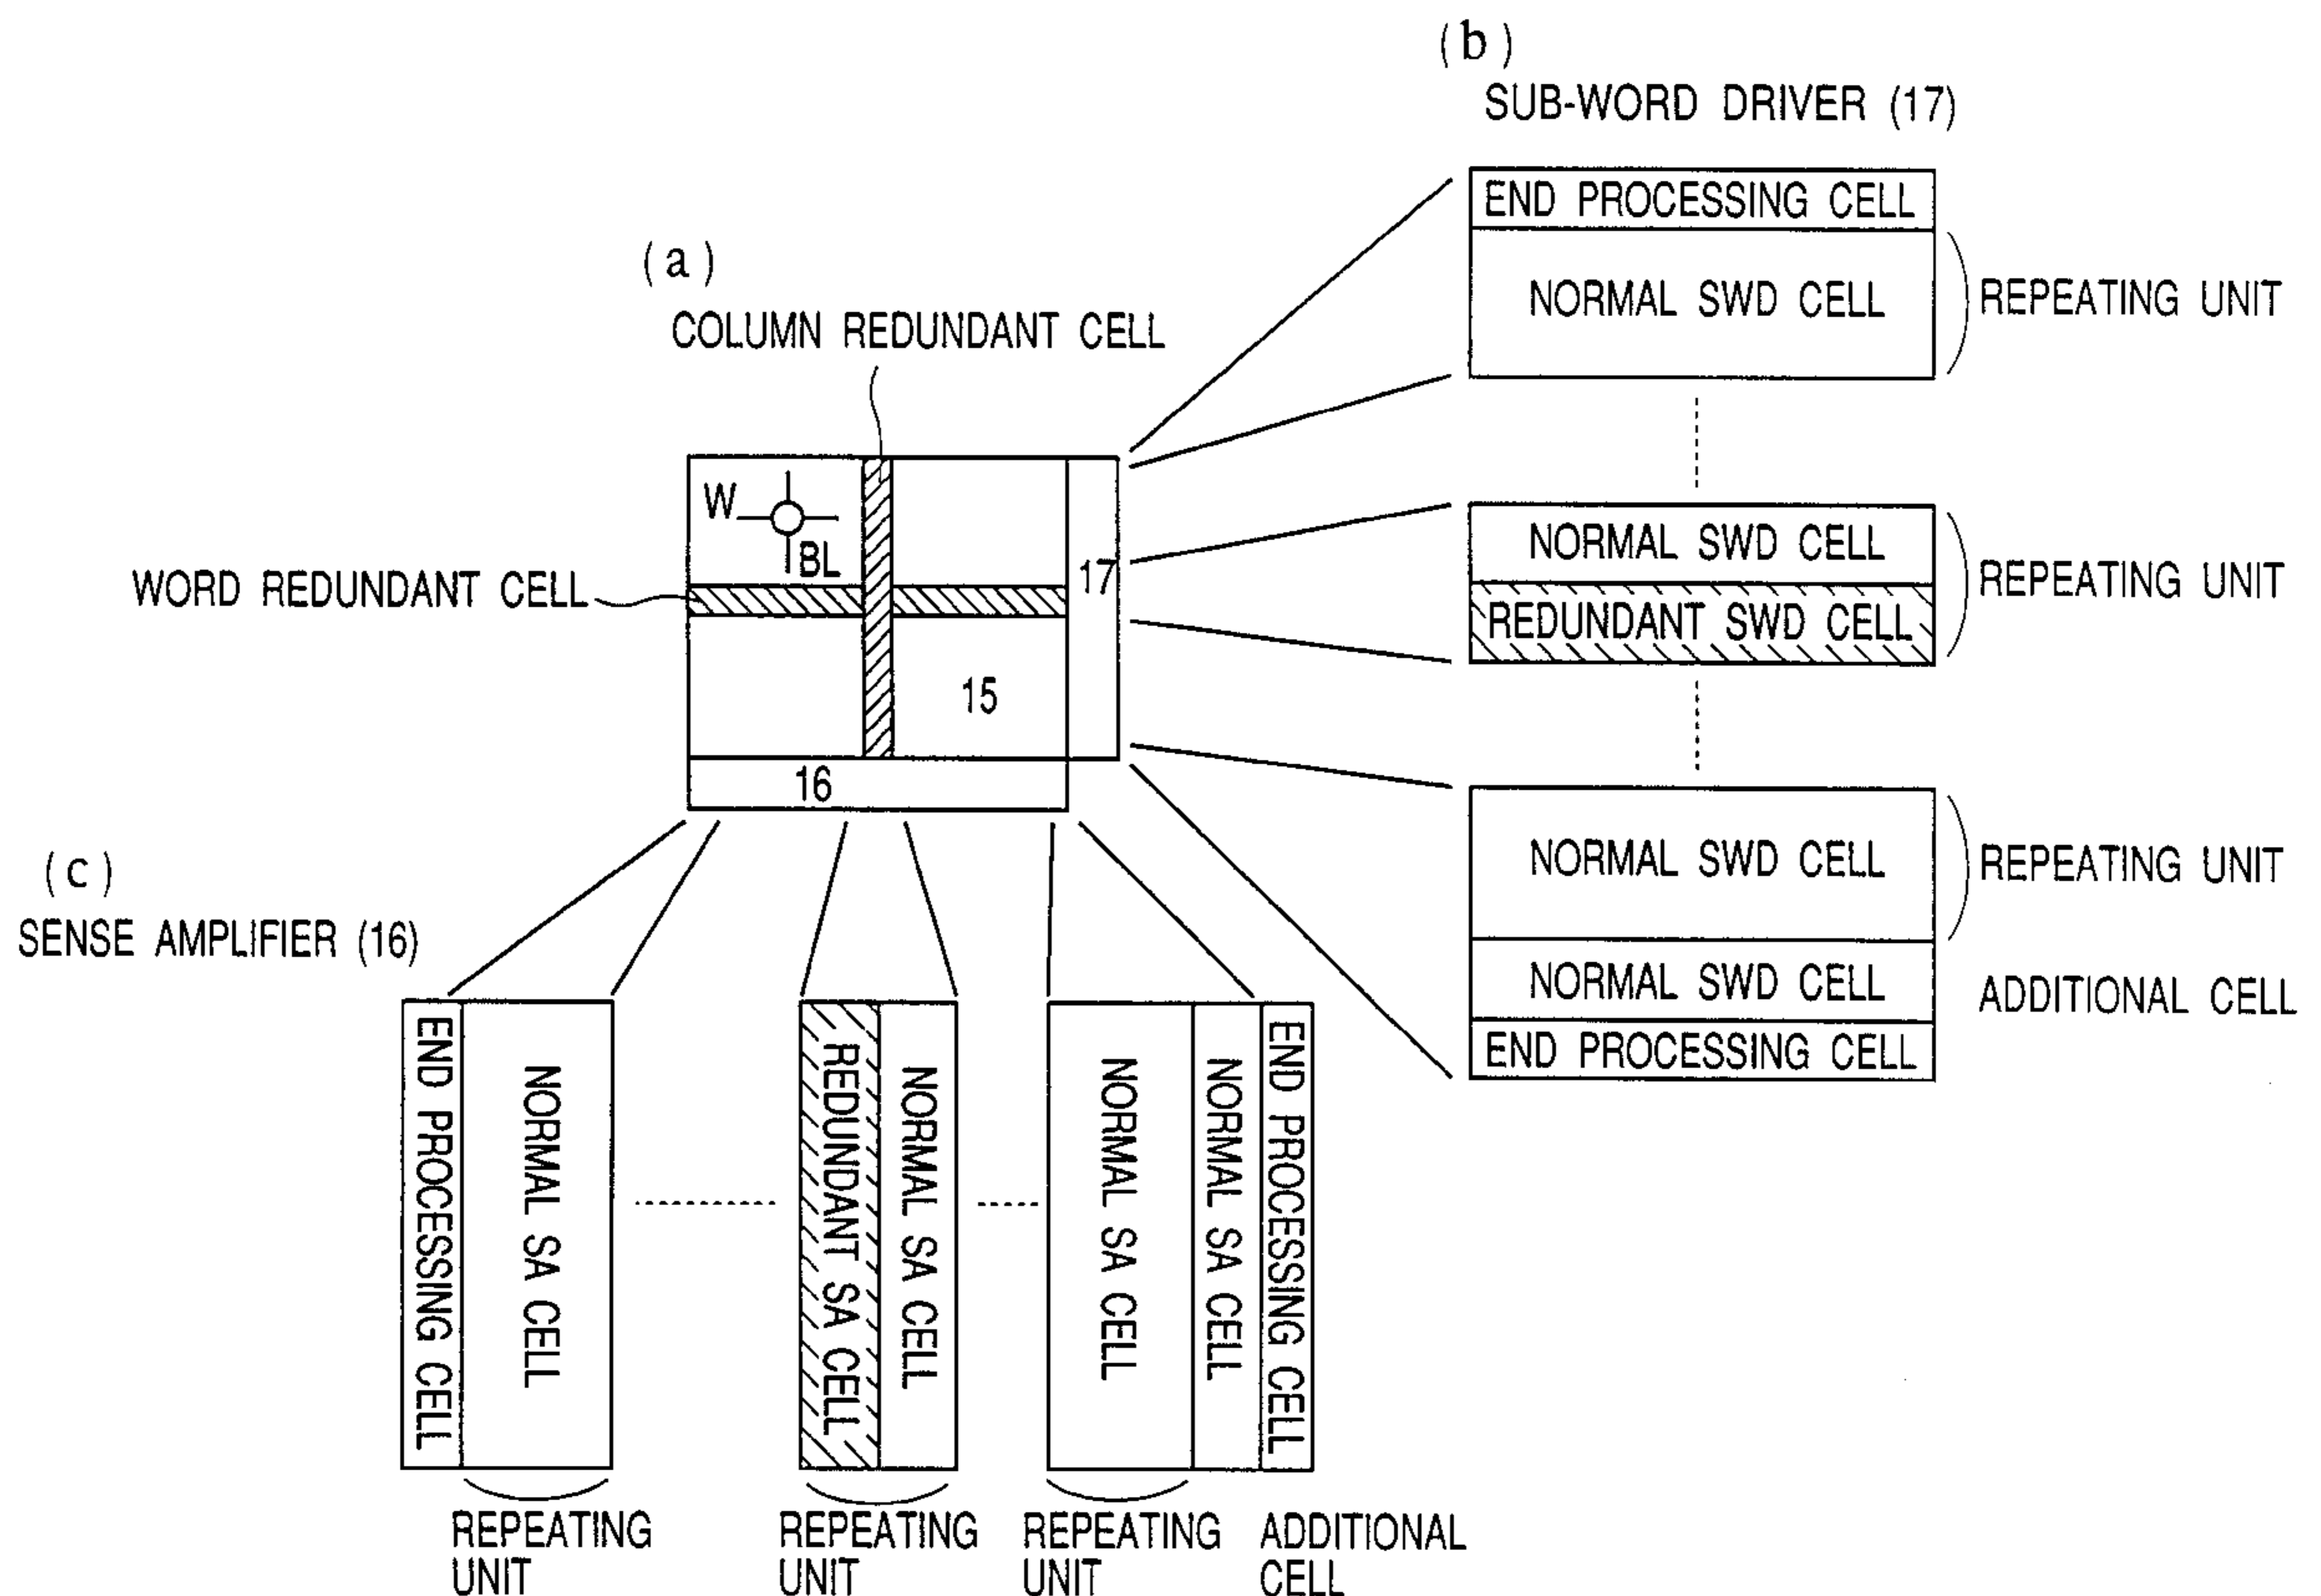 (b)
SUB-WORD DRIVER (17)
END PROCESSING CELL
NORMAL SWD CELL
REPEATING UNIT
(a)
COLUMN REDUNDANT CELL
W
BL
17
WORD REDUNDANT CELL
15
16
NORMAL SWD CELL
REDUNDANT SWD CELL
REPEATING UNIT
NORMAL SWD CELL
REPEATING UNIT
NORMAL SWD CELL
ADDITIONAL CELL
END PROCESSING CELL
(c)
SENSE AMPLIFIER (16)
END PROCESSING CELL
NORMAL SA CELL
REDUNDANT SA CELL
NORMAL SA CELL
NORMAL SA CELL
NORMAL SA CELL
END PROCESSING CELL
REPEATING
UNIT
REPEATING
UNIT
REPEATING
UNIT
ADDITIONAL
CELL